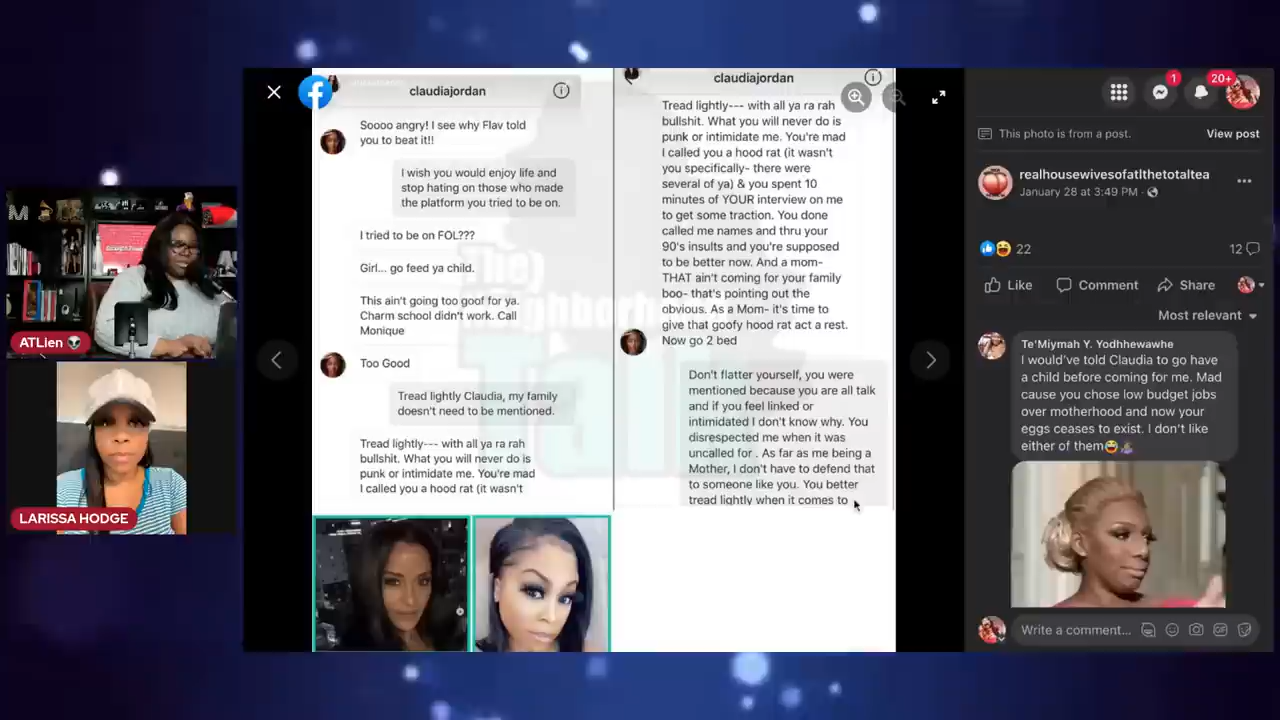 claudiajordan
Soooo angry! I see why Flav told
you to beat it!!
I wish you would enjoy life and
stop hating on those who made
the platform you tried to be on.
I tried to be on FOL???
Girl... go feed ya child.
This ain't going too goof for ya.
Charm school didn't work. Call
Monique
Too Good
Tread lightly Claudia, my family
doesn't need to be mentioned.
Tread lightly--- with all ya ra rah
bullshit. What you will never do is
punk or intimidate me. You're mad
I called you a hood rat (it wasn't
claudiajordan
Tread lightly--- with all ya ra rah
bullshit. What you will never do is
punk or intimidate me. You're mad
I called you a hood rat (it wasn't
you specifically- there were
several of ya) & you spent 10
minutes of YOUR interview on me
to get some traction. You done
called me names and thru your
90's insults and you're supposed
to be better now. And a mom-
THAT ain't coming for your family
boo- that's pointing out the
obvious. As a Mom- it's time to
give that goofy hood rat act a rest.
Now go 2 bed
Don't flatter yourself, you were
mentioned because you are all talk
and if you feel linked or
intimidated I don't know why. You
disrespected me when it was
uncalled for . As far as me being a
Mother, I don't have to defend that
to someone like you. You better
tread lightly when it comes to
ATLien
LARISSA HODGE
1
20+
This photo is from a post.
View post
realhousewivesofatlthetotaltea
January 28 at 3:49 PM
22
12
Like
Comment
Share
Most relevant
Te'Miymah Y. Yodhhewawhe
I would've told Claudia to go have
a child before coming for me. Mad
cause you chose low budget jobs
over motherhood and now your
eggs ceases to exist. I don't like
either of them
Write a comment...